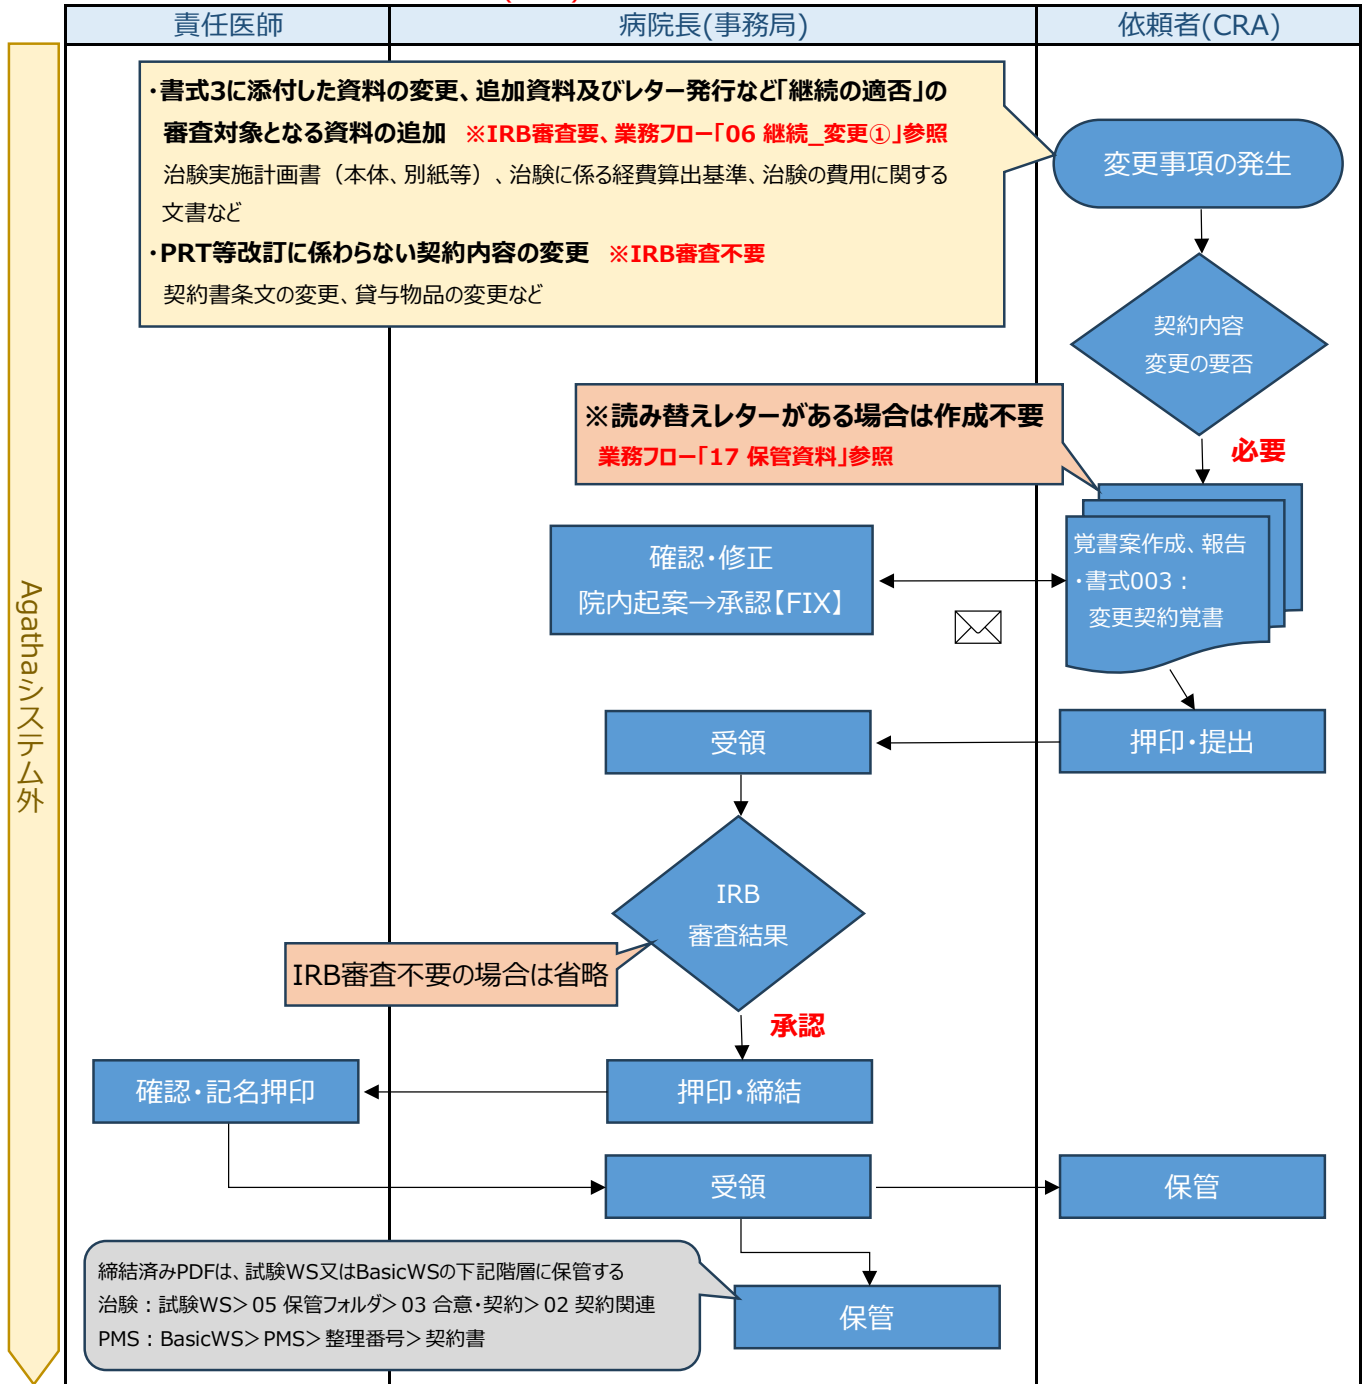 責任医師
病院長(事務局)
依頼者(CRA)
・書式3に添付した資料の変更、追加資料及びレター発行など「継続の適否」の
審査対象となる資料の追加 ※IRB審査要、業務フロー「06 継続_変更①」参照
治験実施計画書（本体、別紙等）、治験に係る経費算出基準、治験の費用に関する
文書など
・PRT等改訂に係わらない契約内容の変更 ※IRB審査不要
契約書条文の変更、貸与物品の変更など
変更事項の発生
契約内容
変更の要否
必要
※読み替えレターがある場合は作成不要
業務フロー「17 保管資料」参照
覚書案作成、報告
・書式003：
変更契約覚書
確認・修正
院内起案→承認【FIX】
押印・提出
受領
IRB
審査結果
IRB審査不要の場合は省略
承認
押印・締結
確認・記名押印
受領
保管
保管
締結済みPDFは、試験WS又はBasicWSの下記階層に保管する
治験：試験WS＞05 保管フォルダ＞03 合意・契約＞02 契約関連
PMS：BasicWS＞PMS＞整理番号＞契約書
Agathaシステム外